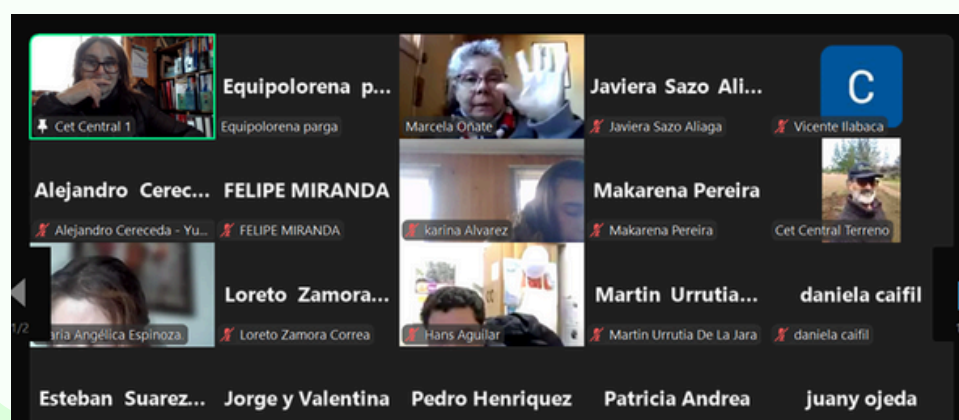 Cet Central 1
Equipolorena p...
Equipolorena parga
Marcela Oñate
Javiera Sazo Ali...
Javiera Sazo Aliaga
C
Vicente Ilabaca
Alejandro Cerec...
Alejandro Cereceda - Yu...
FELIPE MIRANDA
FELIPE MIRANDA
karina Alvarez
Makarena Pereira
Makarena Pereira
Cet Central Terreno
1/2
aria Angélica Espinoza.
Loreto Zamora...
Loreto Zamora Correa
Hans Aguilar
Martin Urrutia...
Martin Urrutia De La Jara
daniela caifil
daniela caifil
Esteban Suarez...
Jorge y Valentina
Pedro Henriquez
Patricia Andrea
juany ojeda